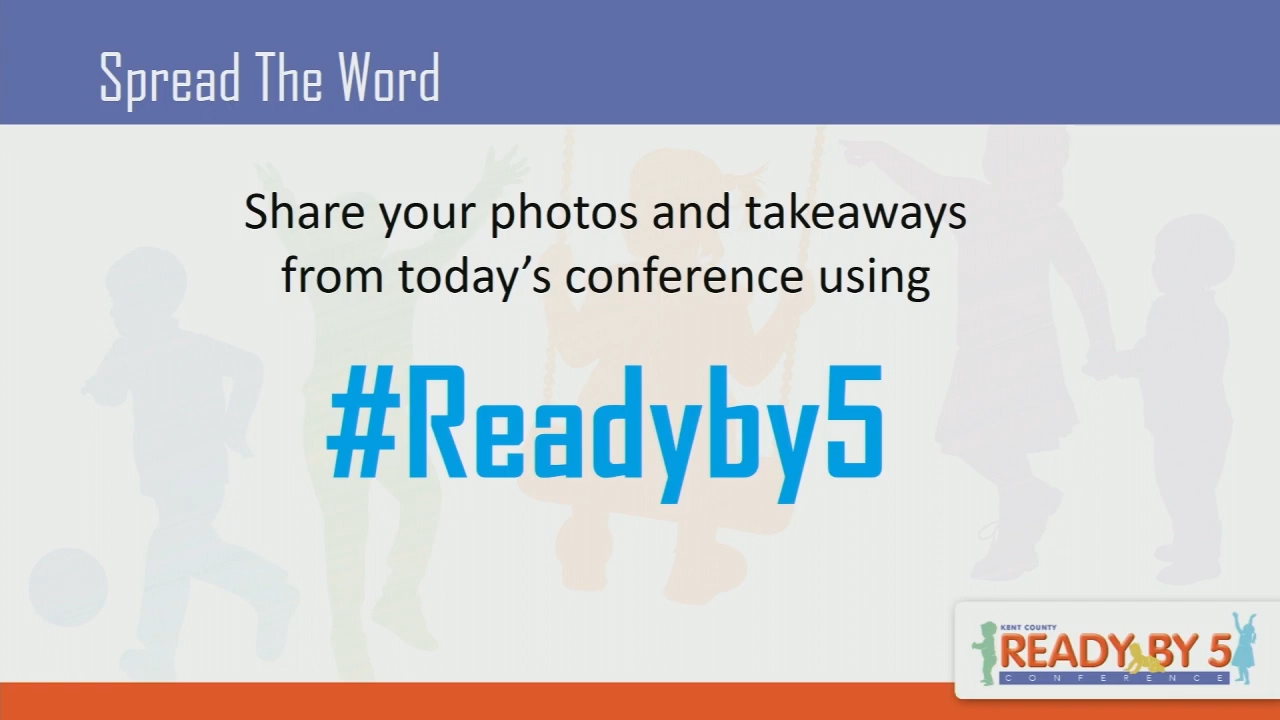 Spread The Word
Share your photos and takeaways
from today’s conference using
#Readyby5
KENT COUNTY
READY BY 5
CONFERENCE